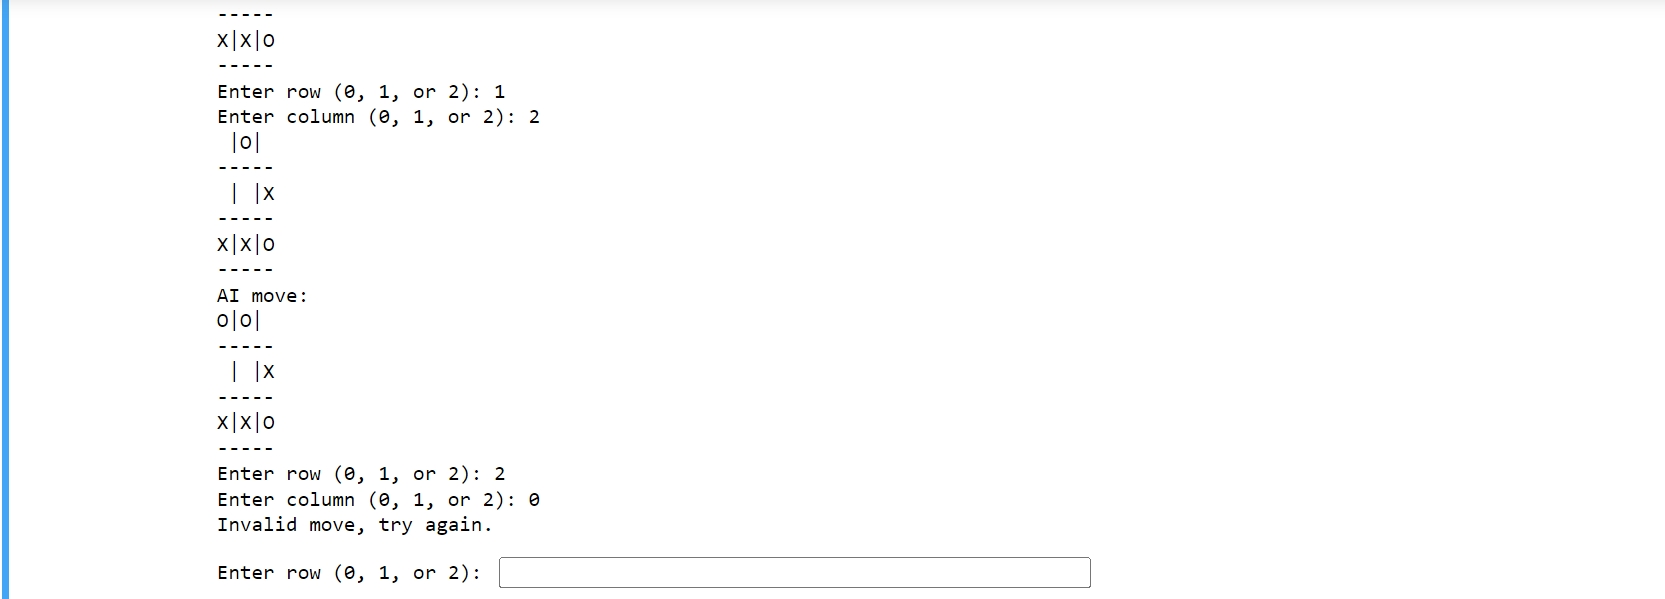 -----
X|X|O
-----
Enter row (0, 1, or 2): 1
Enter column (0, 1, or 2): 2
 |O|
-----
 | |X
-----
X|X|O
-----
AI move:
O|O|
-----
 | |X
-----
X|X|O
-----
Enter row (0, 1, or 2): 2
Enter column (0, 1, or 2): 0
Invalid move, try again.
Enter row (0, 1, or 2):